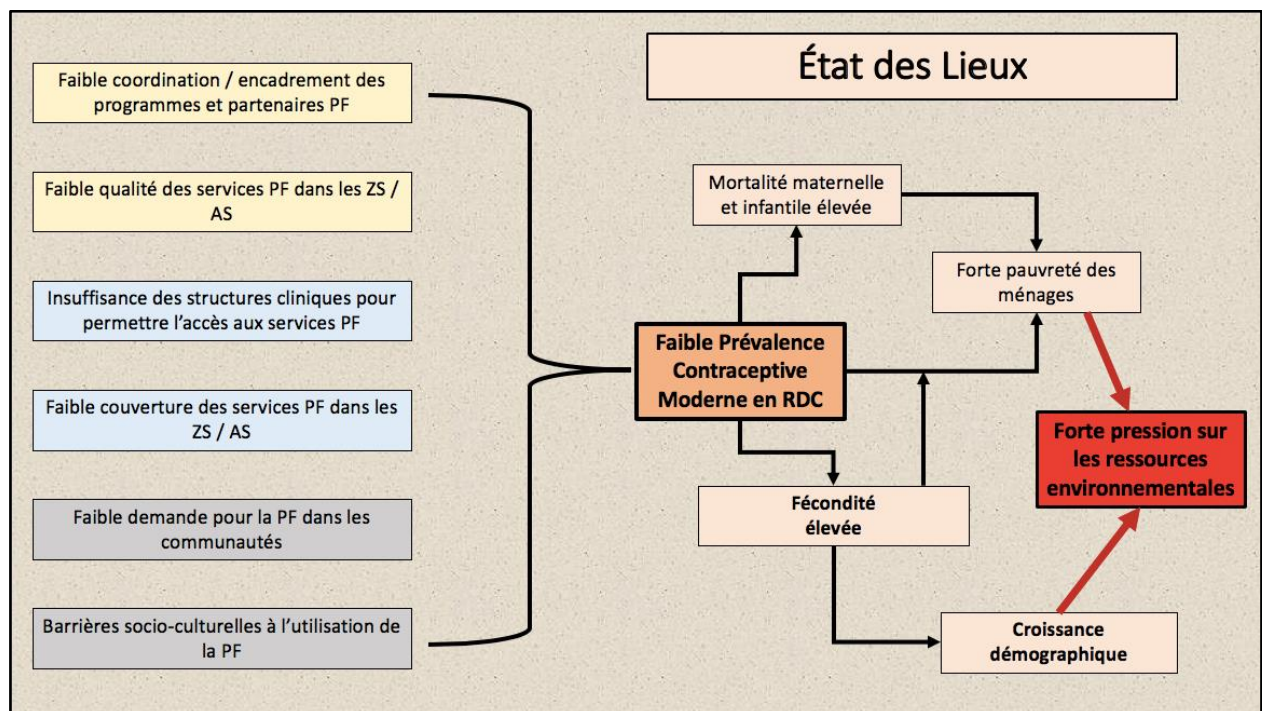 État des Lieux
Faible coordination / encadrement des
programmes et partenaires PF
Faible qualité des services PF dans les ZS /
AS
Insuffisance des structures cliniques pour
permettre l’accès aux services PF
Faible couverture des services PF dans les
ZS / AS
Faible demande pour la PF dans les
communautés
Barrières socio-culturelles à l’utilisation de
la PF
Faible Prévalence
Contraceptive
Moderne en RDC
Mortalité maternelle
et infantile élevée
Forte pauvreté des
ménages
Fécondité
élevée
Croissance
démographique
Forte pression sur
les ressources
environnementales